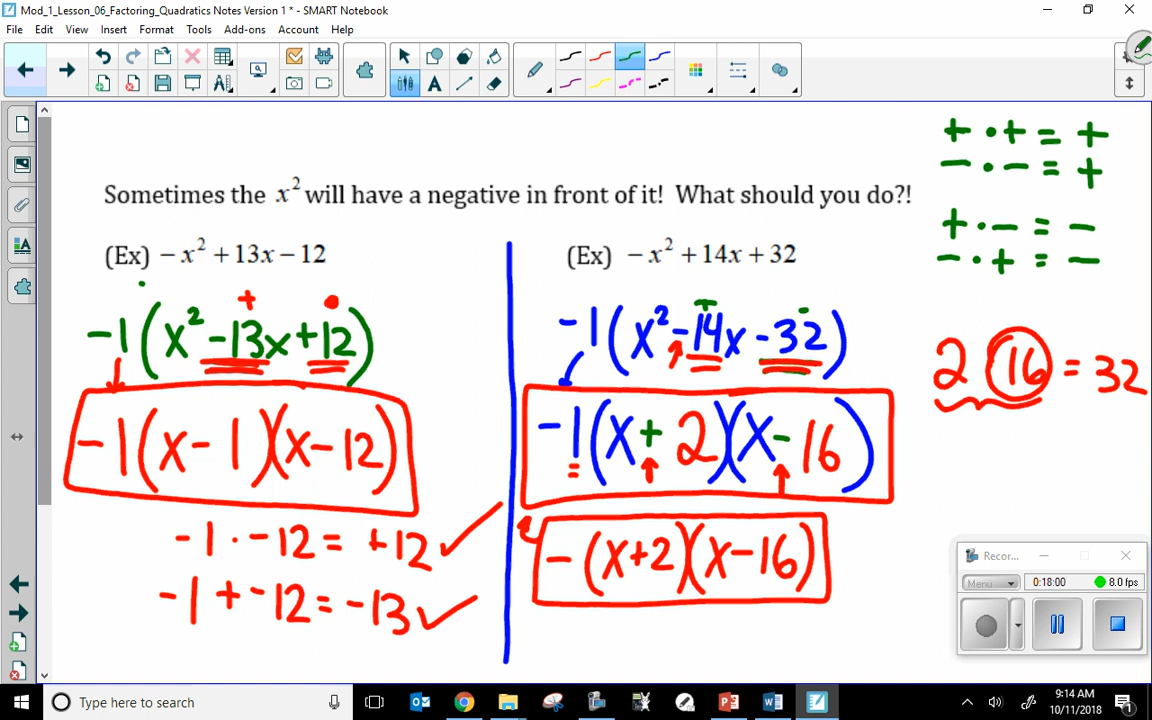 Mod_1_Lesson_06_Factoring_Quadratics Notes Version 1 * - SMART Notebook
File Edit View Insert Format Tools Add-ons Account Help
Sometimes the x² will have a negative in front of it! What should you do?!
(Ex) −x² + 13x − 12
-1(x² -13x +12)
+ •
-1(x-1)(x-12)
-1 · -12 = +12 ✓
-1 + -12 = -13 ✓
(Ex) −x² + 14x + 32
-1(x² -14x -32)
-1(x + 2)(x - 16)
-(x+2)(x-16)
+ · + = +
- · - = +
+ · - = -
- · + = -
2 16 = 32
Recor...
Menu
0:18:00
8.0 fps
Type here to search
9:14 AM
10/11/2018
1